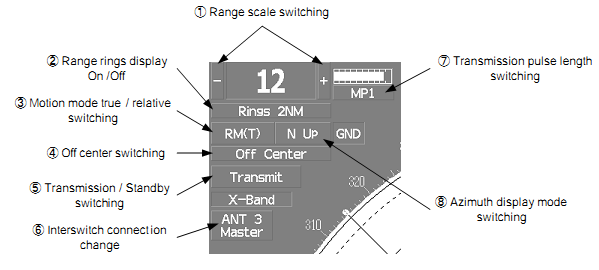 ① Range scale switching
② Range rings display
On /Off
③ Motion mode true / relative
switching
④ Off center switching
⑤ Transmission / Standby
switching
⑥ Interswitch connection
change
− 12 +
MP1
Rings 2NM
RM(T) N Up GND
Off Center
Transmit
X-Band
ANT 3
Master
320
310
⑦ Transmission pulse length
switching
⑧ Azimuth display mode
switching